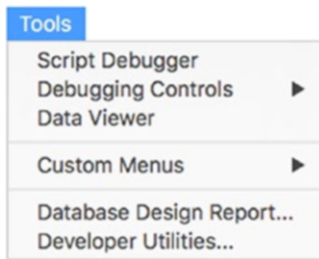 Tools
Script Debugger
Debugging Controls
Data Viewer
Custom Menus
Database Design Report...
Developer Utilities...